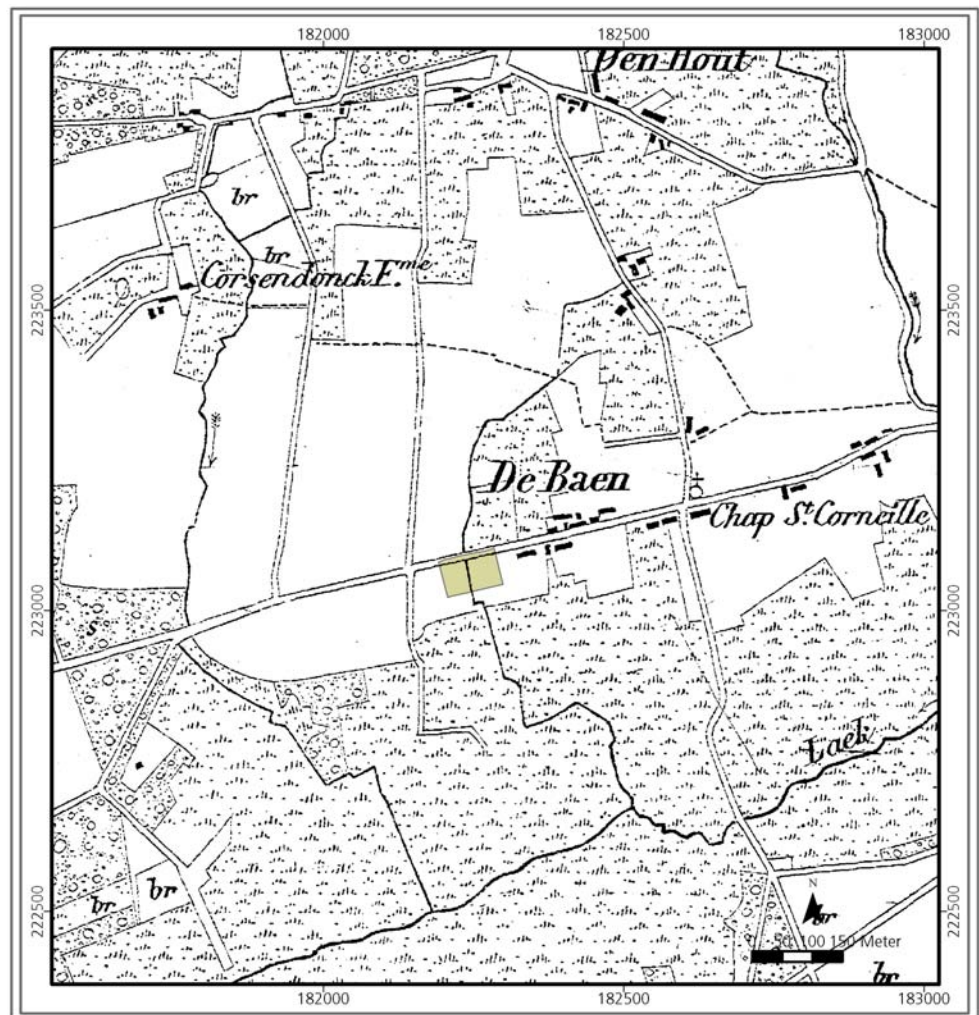 182000 182500 183000
Den Hout
br
br
Corsendonck F.me
223500 223500
De Baen
Chap St. Corneille
223000 223000
s
Laek
br br
N
br
222500 222500
0 50 100 150 Meter
br
182000 182500 183000